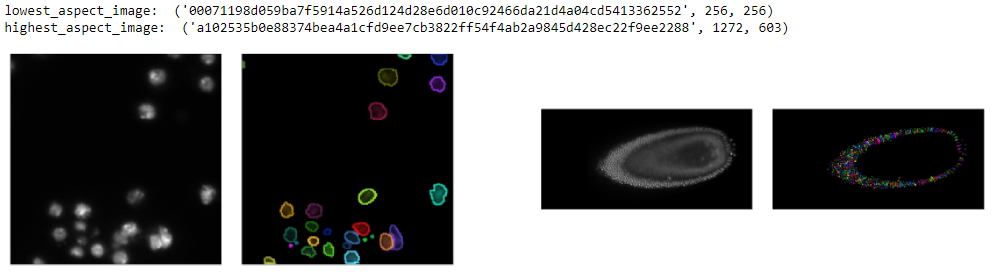 lowest_aspect_image:  ('00071198d059ba7f5914a526d124d28e6d010c92466da21d4a04cd5413362552', 256, 256)
highest_aspect_image:  ('a102535b0e88374bea4a1cfd9ee7cb3822ff54f4ab2a9845d428ec22f9ee2288', 1272, 603)